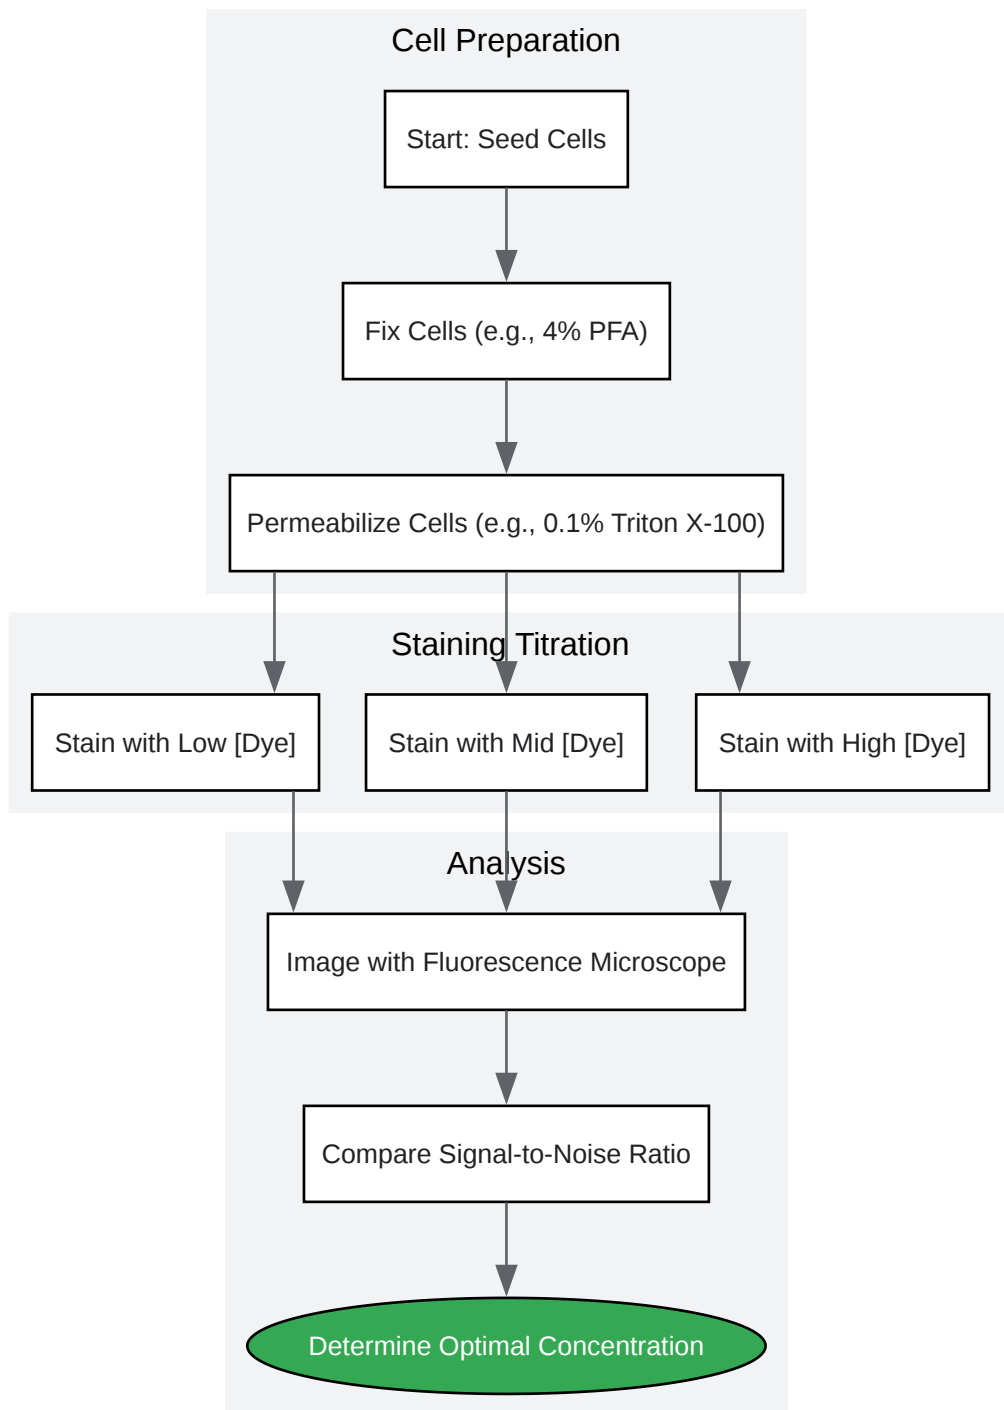 Cell Preparation
Start: Seed Cells
Fix Cells (e.g., 4% PFA)
Permeabilize Cells (e.g., 0.1% Triton X-100)
Staining Titration
Stain with Low [Dye]
Stain with Mid [Dye]
Stain with High [Dye]
Analysis
Image with Fluorescence Microscope
Compare Signal-to-Noise Ratio
Determine Optimal Concentration